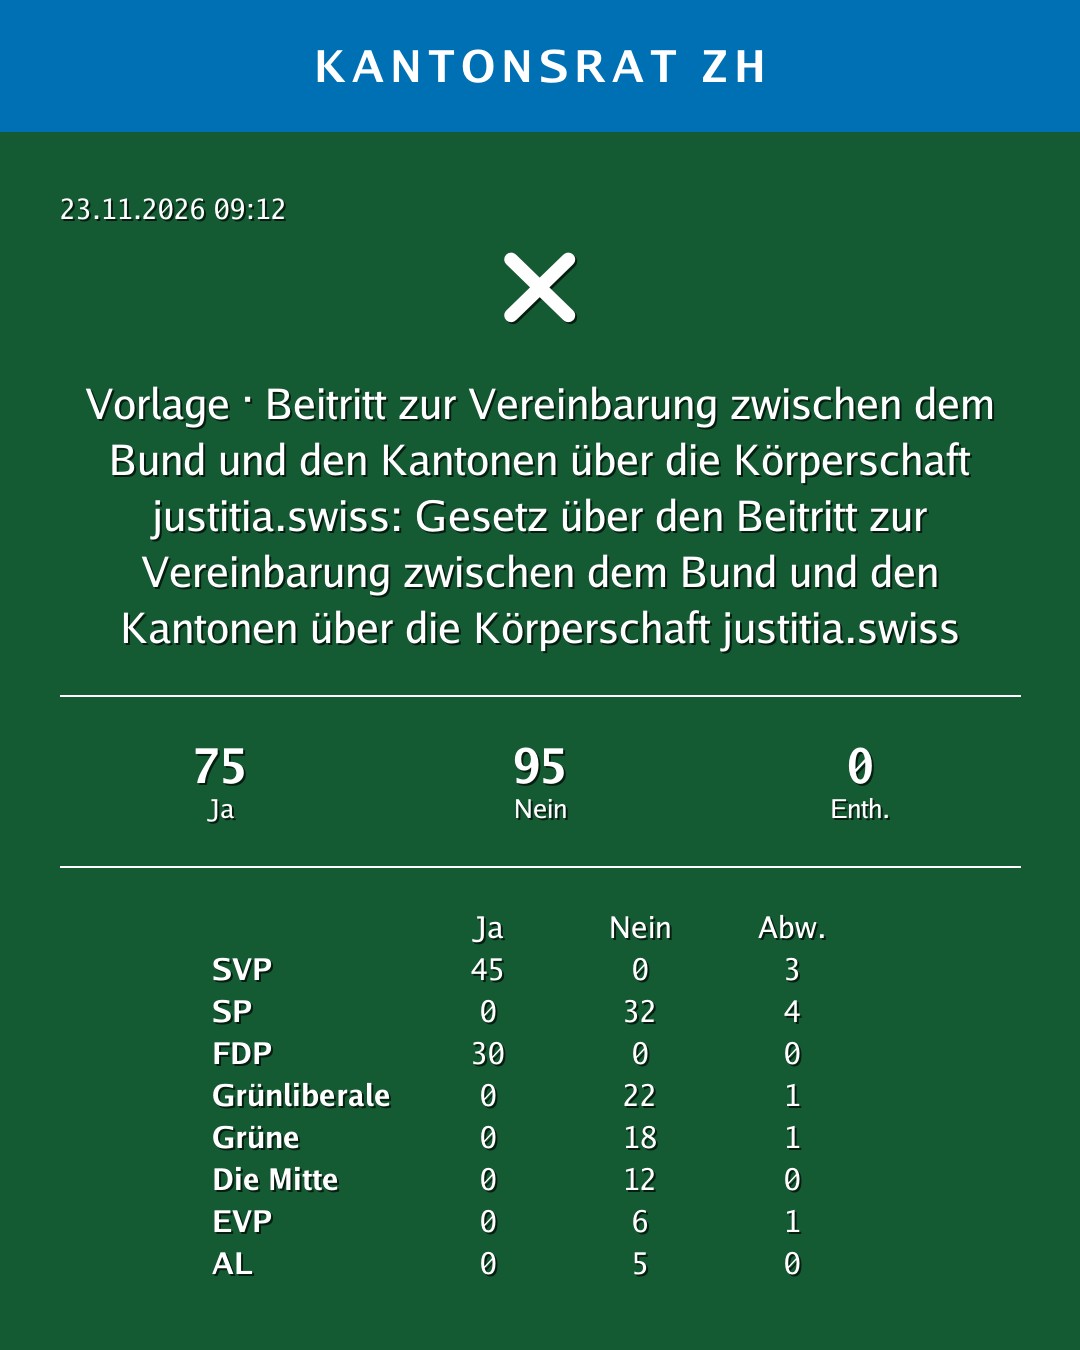 KANTONSRAT ZH
23.11.2026 09:12
Vorlage · Beitritt zur Vereinbarung zwischen dem
Bund und den Kantonen über die Körperschaft
justitia.swiss: Gesetz über den Beitritt zur
Vereinbarung zwischen dem Bund und den
Kantonen über die Körperschaft justitia.swiss
75 95 0
Ja Nein Enth.
Ja Nein Abw.
SVP 45 0 3
SP 0 32 4
FDP 30 0 0
Grünliberale 0 22 1
Grüne 0 18 1
Die Mitte 0 12 0
EVP 0 6 1
AL 0 5 0